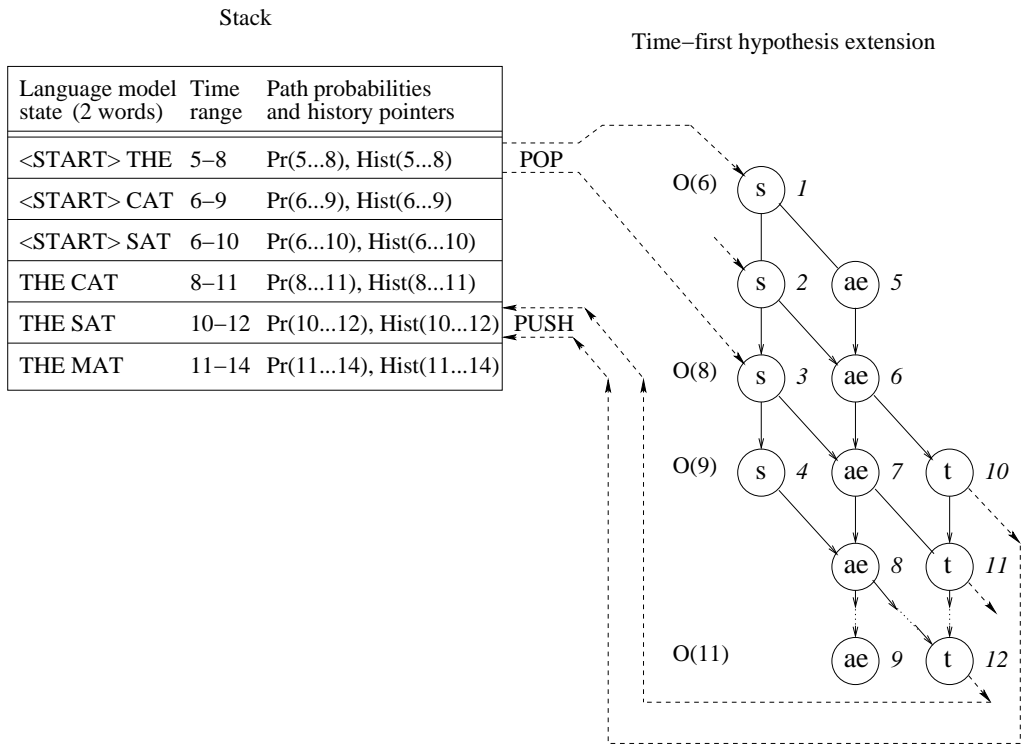 Stack
Time−first hypothesis extension
Language model state (2 words) Time range Path probabilities and history pointers
<START> THE 5−8 Pr(5...8), Hist(5...8)
<START> CAT 6−9 Pr(6...9), Hist(6...9)
<START> SAT 6−10 Pr(6...10), Hist(6...10)
THE CAT 8−11 Pr(8...11), Hist(8...11)
THE SAT 10−12 Pr(10...12), Hist(10...12)
THE MAT 11−14 Pr(11...14), Hist(11...14)
POP
PUSH
O(6) s 1
s 2 ae 5
O(8) s 3 ae 6
O(9) s 4 ae 7 t 10
ae 8 t 11
O(11) ae 9 t 12